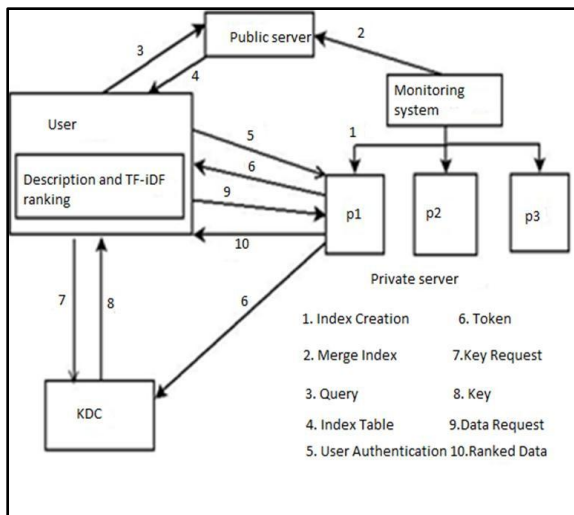 Public server
2
3
4
Monitoring
system
User
5
1
6
Description and TF-iDF
ranking
9
p1
p2
p3
10
Private server
7
8
6
KDC
1. Index Creation
6. Token
2. Merge Index
7.Key Request
3. Query
8. Key
4. Index Table
9.Data Request
5. User Authentication
10.Ranked Data